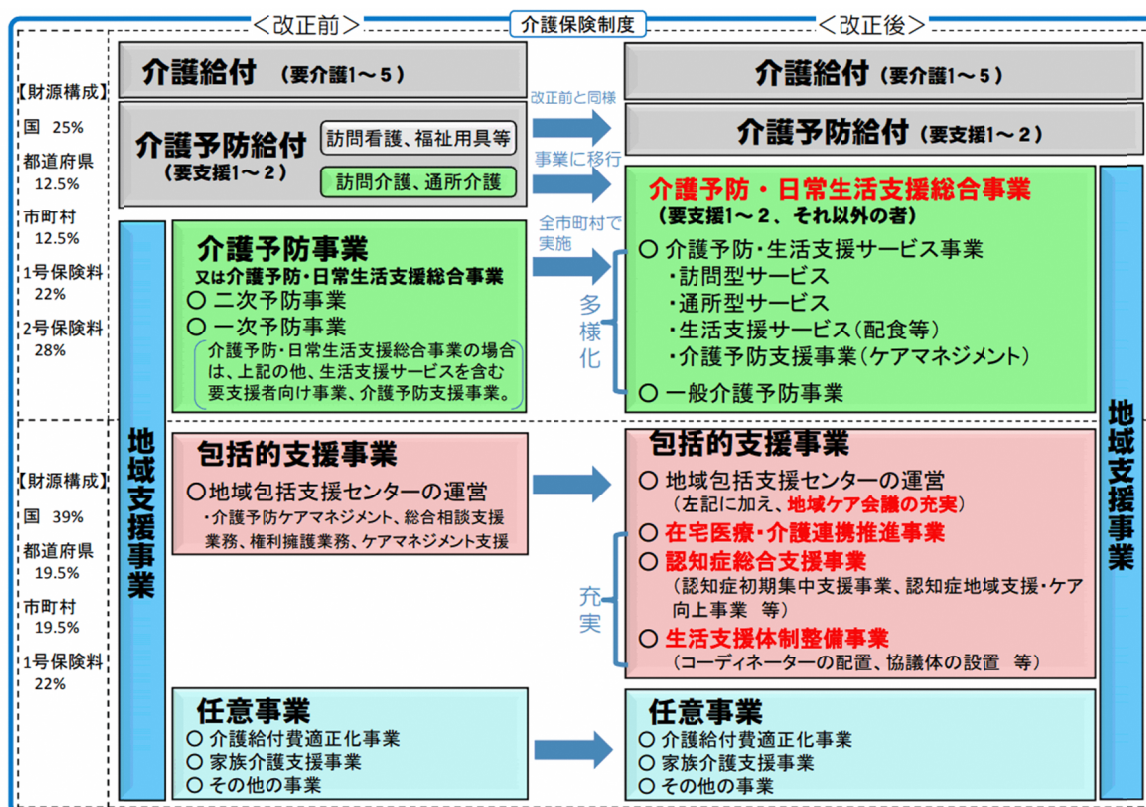 介護保険制度
＜改正前＞
＜改正後＞
【財源構成】
国 25%
都道府県
12.5%
市町村
12.5%
1号保険料
22%
2号保険料
28%
【財源構成】
国 39%
都道府県
19.5%
市町村
19.5%
1号保険料
22%
介護給付 （要介護1～5）
介護予防給付
（要支援1～2）
訪問看護、福祉用具等
訪問介護、通所介護
地域支援事業
介護予防事業
又は介護予防・日常生活支援総合事業
○ 二次予防事業
○ 一次予防事業
介護予防・日常生活支援総合事業の場合
は、上記の他、生活支援サービスを含む
要支援者向け事業、介護予防支援事業。
包括的支援事業
○地域包括支援センターの運営
・介護予防ケアマネジメント、総合相談支援
業務、権利擁護業務、ケアマネジメント支援
任意事業
○ 介護給付費適正化事業
○ 家族介護支援事業
○ その他の事業
改正前と同様
事業に移行
全市町村で
実施
多様化
充実
介護給付 （要介護1～5）
介護予防給付 （要支援1～2）
介護予防・日常生活支援総合事業
（要支援1～2、それ以外の者）
○ 介護予防・生活支援サービス事業
・訪問型サービス
・通所型サービス
・生活支援サービス（配食等）
・介護予防支援事業（ケアマネジメント）
○ 一般介護予防事業
包括的支援事業
○ 地域包括支援センターの運営
（左記に加え、地域ケア会議の充実）
○ 在宅医療・介護連携推進事業
○ 認知症総合支援事業
（認知症初期集中支援事業、認知症地域支援・ケア
向上事業 等）
○ 生活支援体制整備事業
（コーディネーターの配置、協議体の設置 等）
任意事業
○ 介護給付費適正化事業
○ 家族介護支援事業
○ その他の事業
地域支援事業